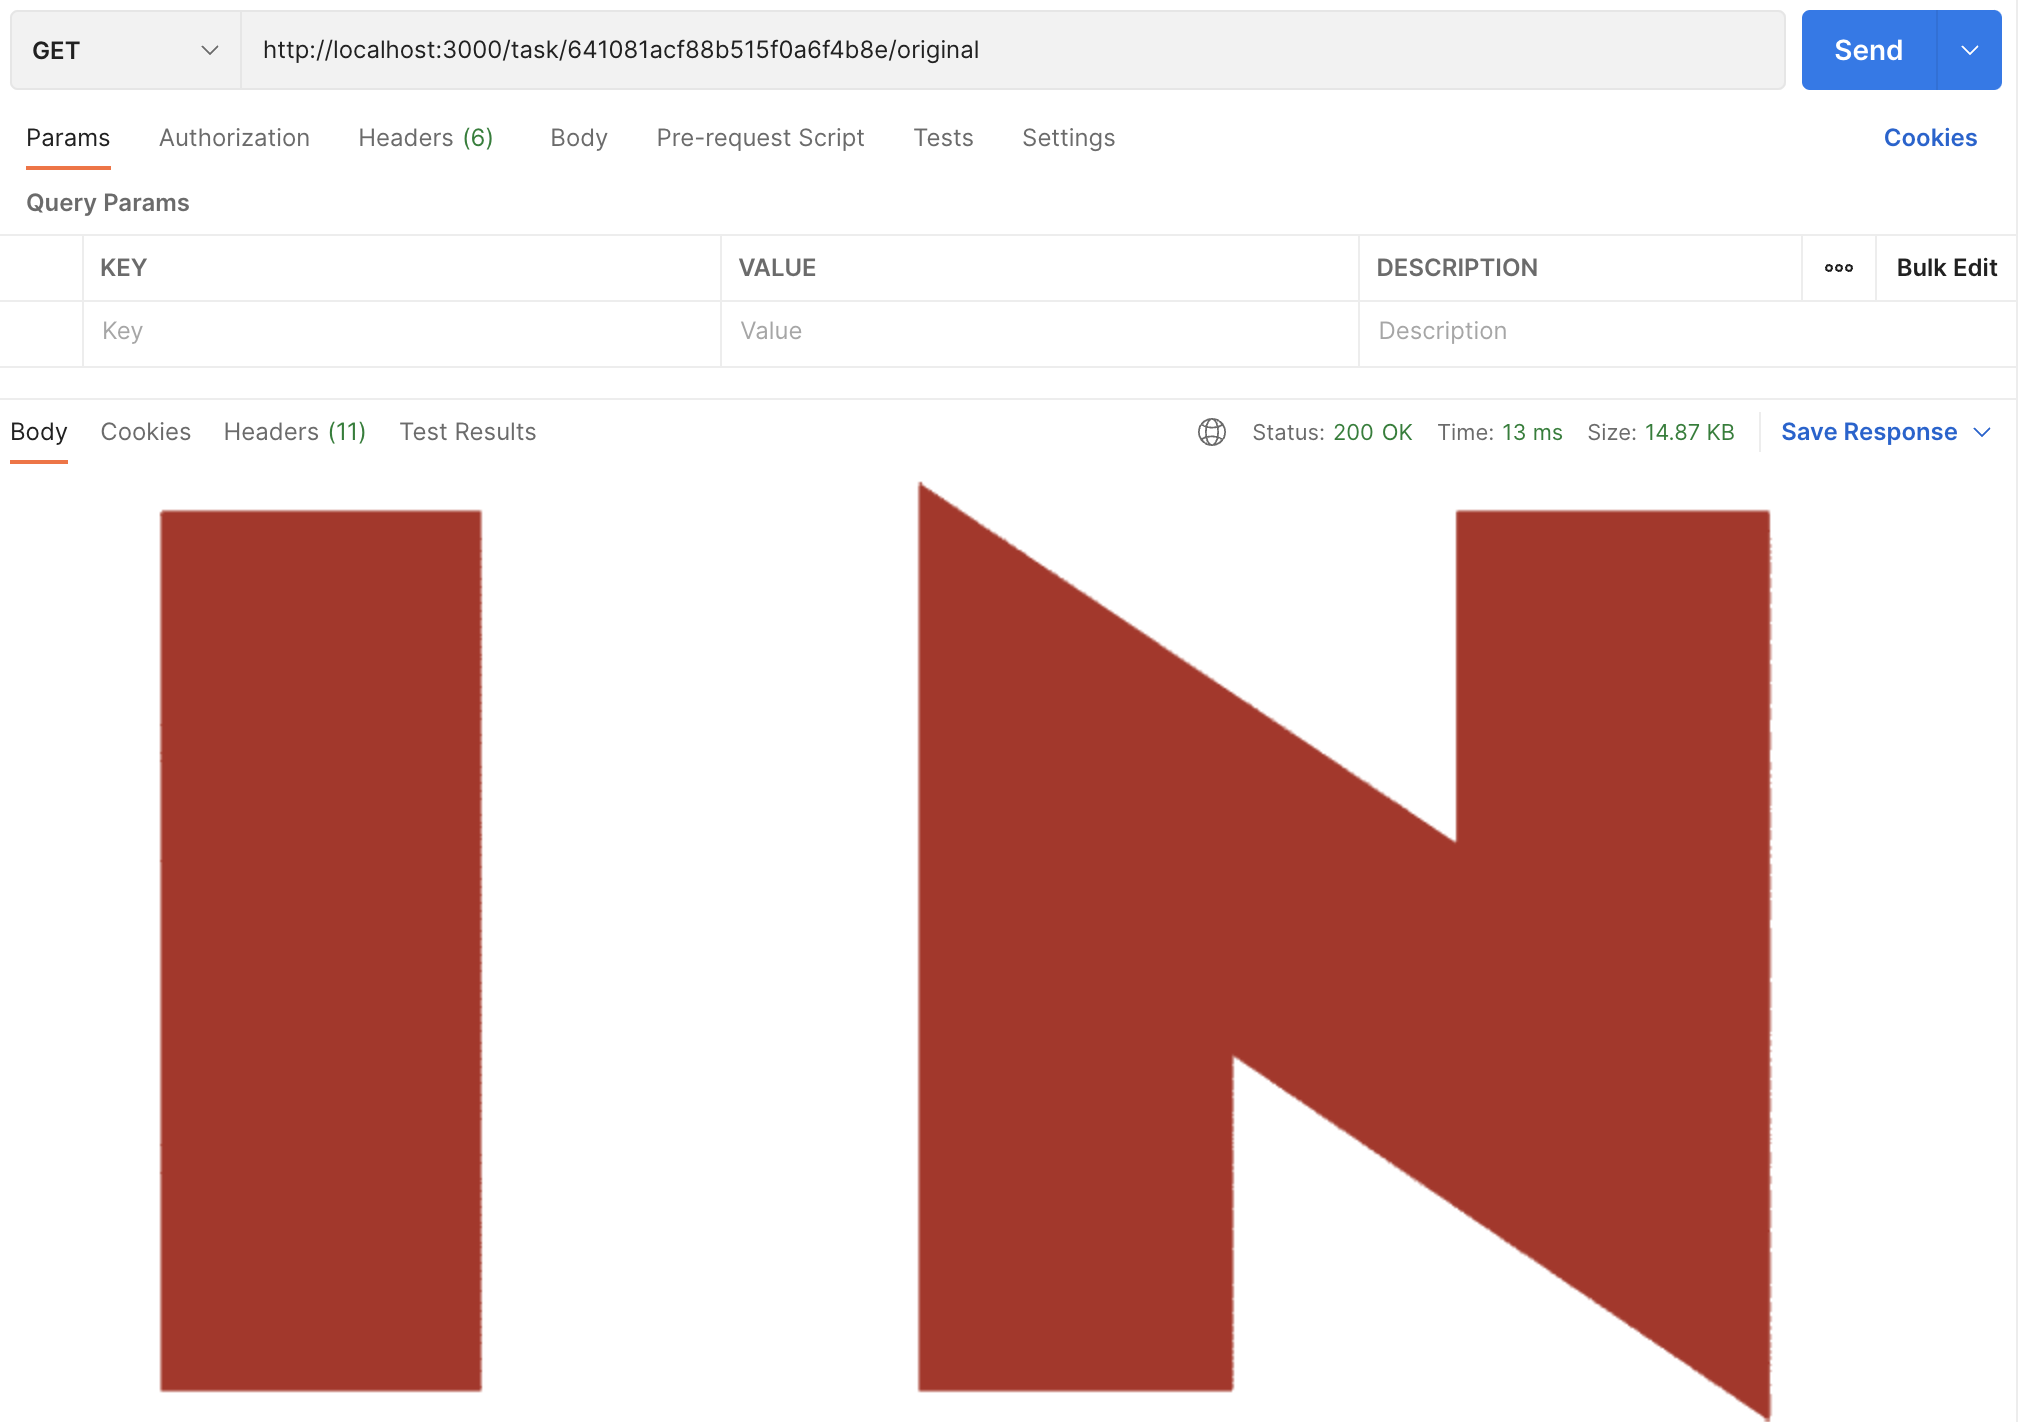 GET http://localhost:3000/task/641081acf88b515f0a6f4b8e/original Send
Params Authorization Headers (6) Body Pre-request Script Tests Settings Cookies
Query Params
KEY VALUE DESCRIPTION ooo Bulk Edit
Key Value Description
Body Cookies Headers (11) Test Results Status: 200 OK Time: 13 ms Size: 14.87 KB Save Response
IN